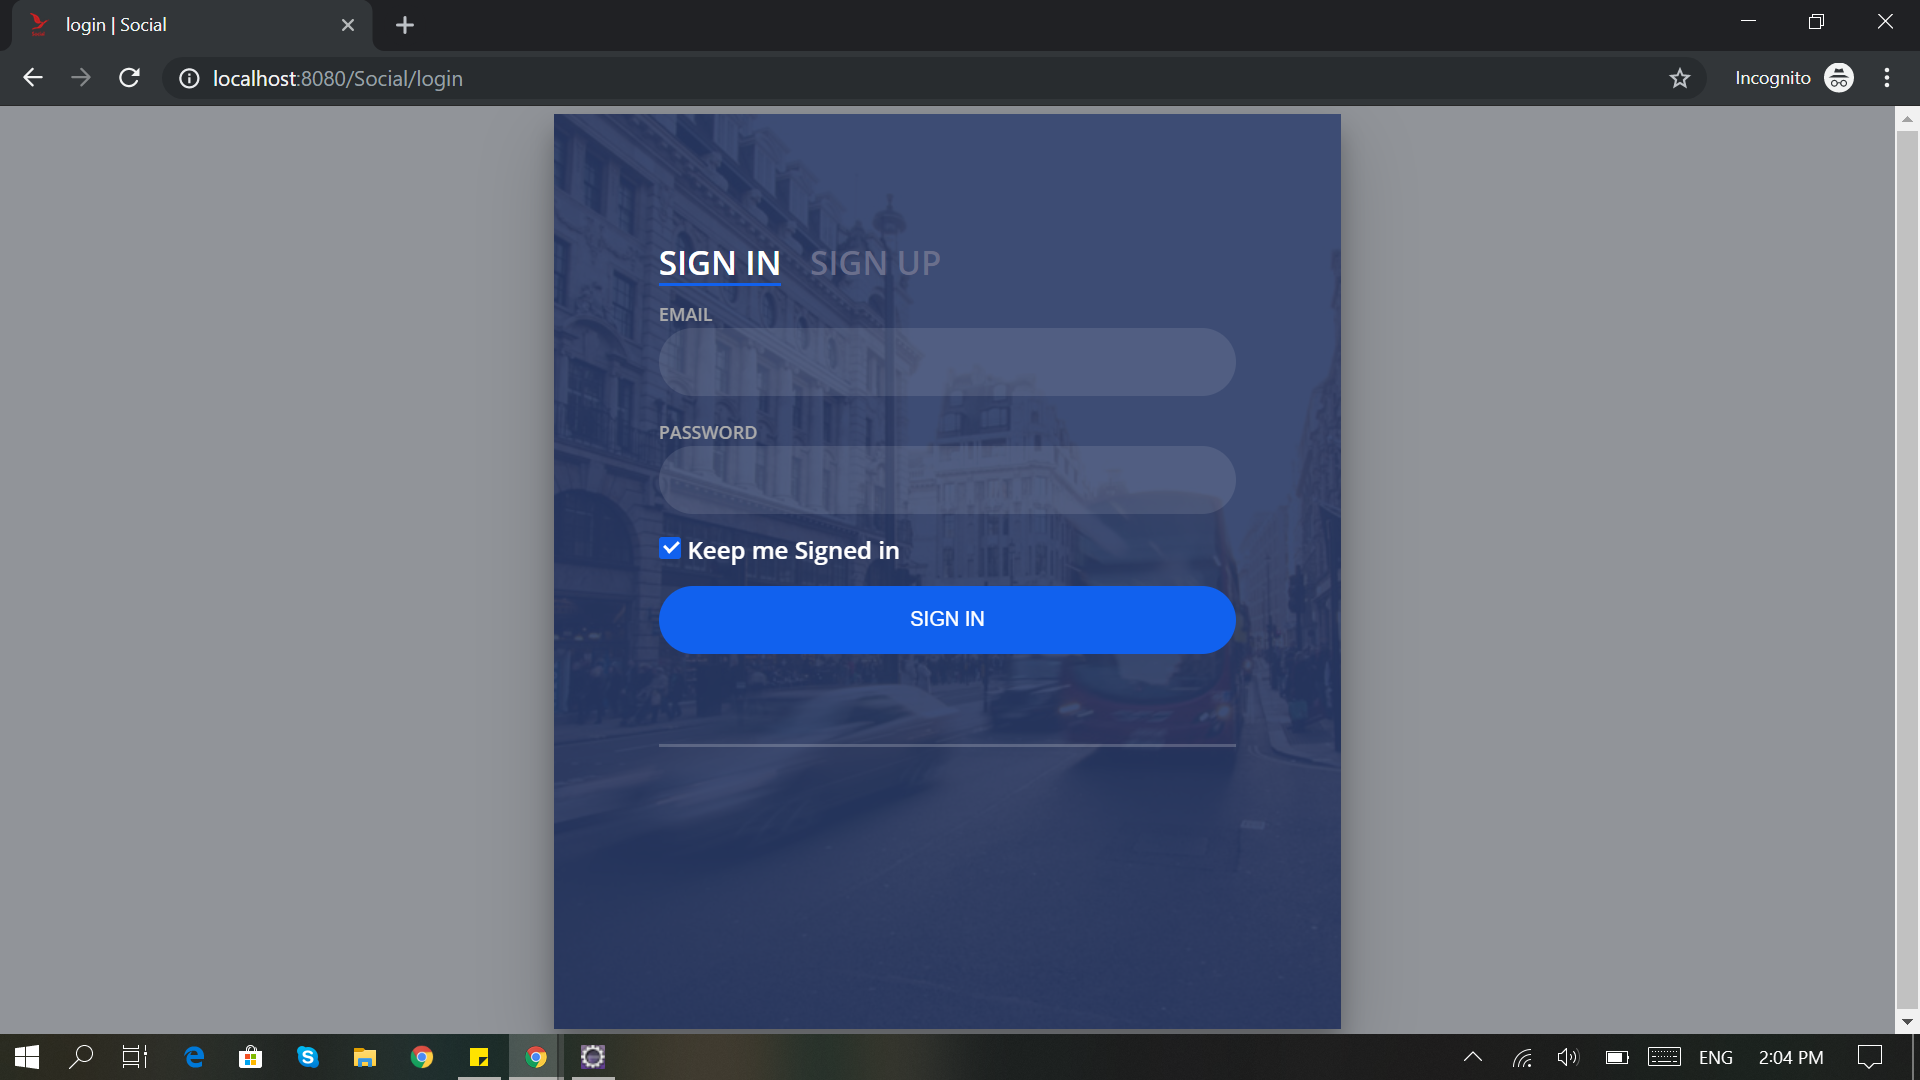 login | Social
localhost:8080/Social/login
Incognito
SIGN IN SIGN UP
EMAIL
PASSWORD
Keep me Signed in
SIGN IN
ENG
2:04 PM